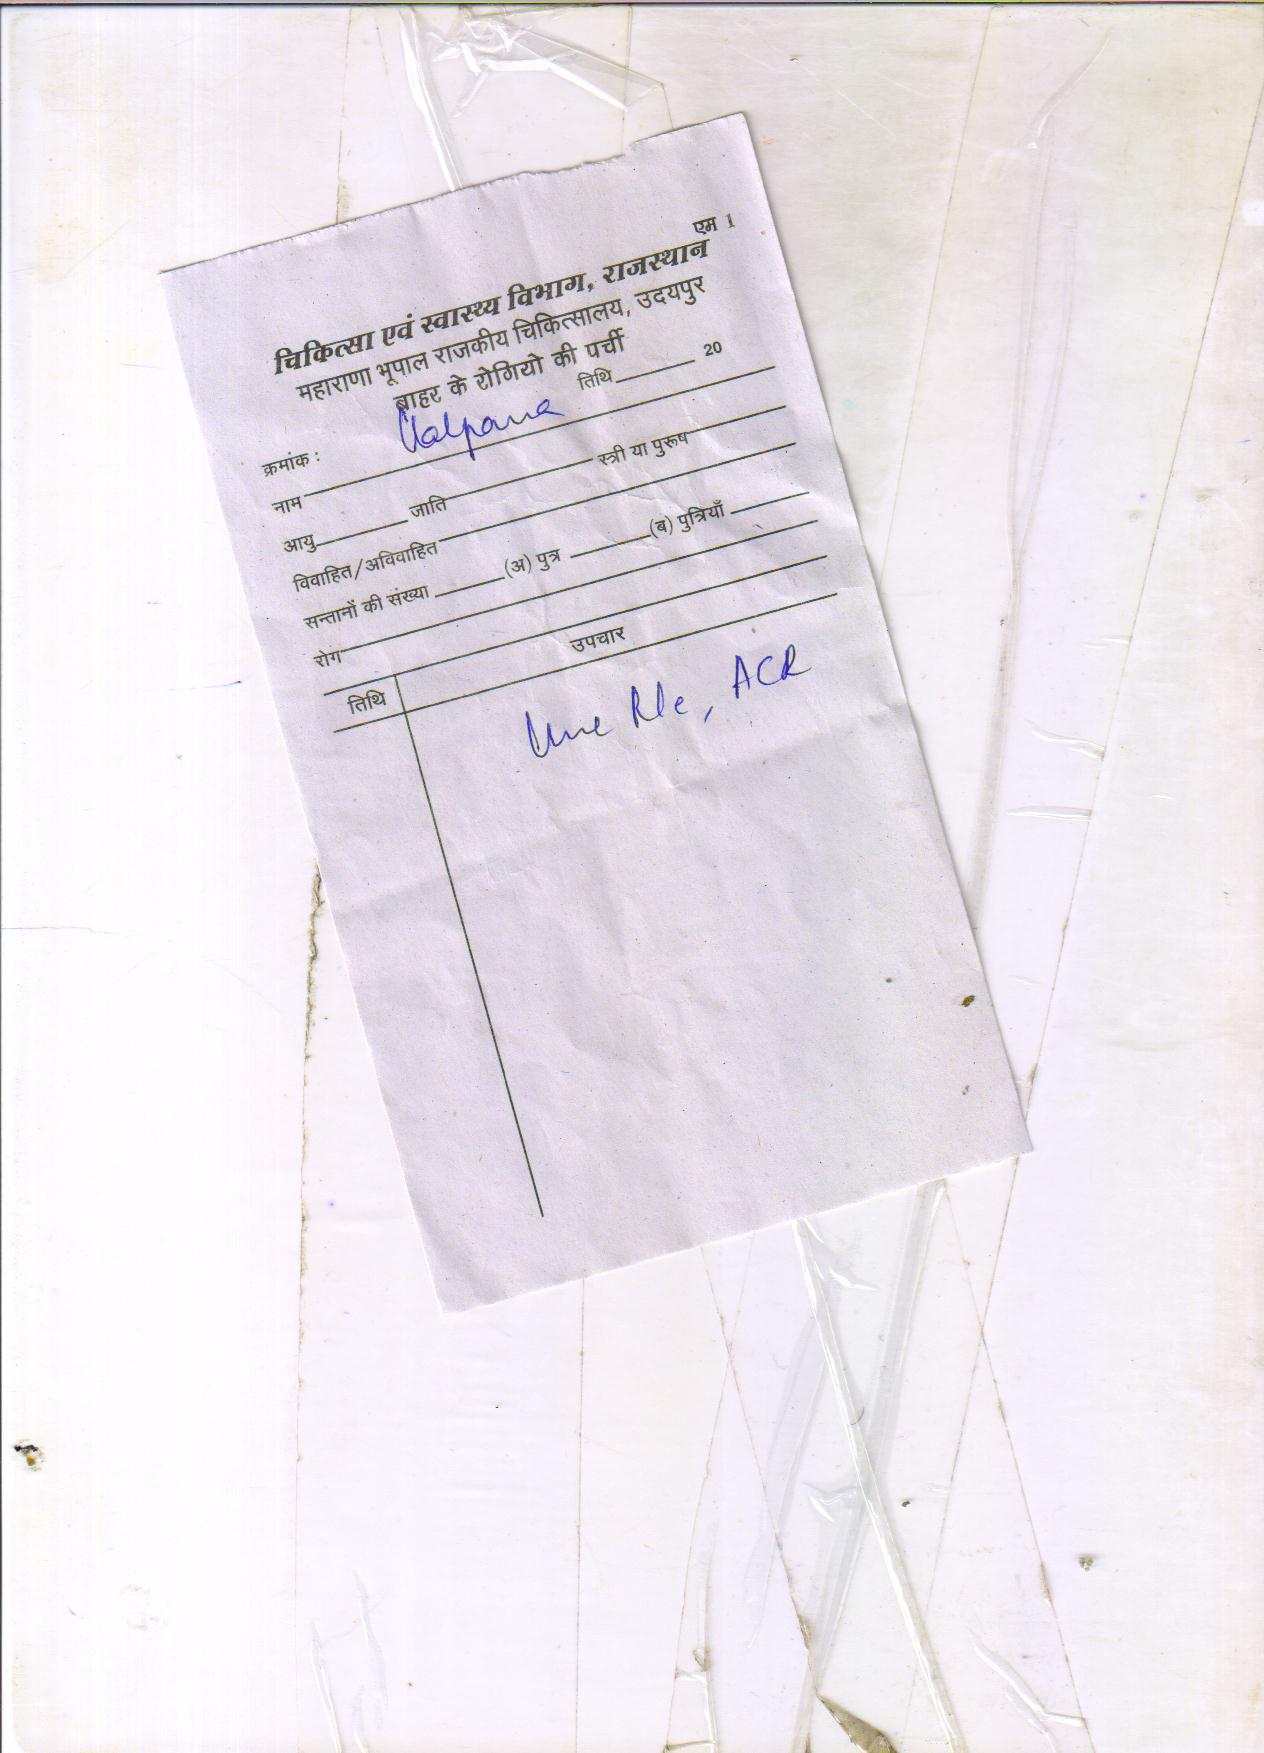 एम 1
चिकित्सा एवं स्वास्थ्य विभाग, राजस्थान
महाराणा भूपाल राजकीय चिकित्सालय, उदयपुर
बाहर के रोगियो की पर्ची
तिथि 20
क्रमांक :
नाम Kalpana
आयु जाति स्त्री या पुरूष
विवाहित/अविवाहित
सन्तानों की संख्या (अ) पुत्र (ब) पुत्रियाँ
रोग
तिथि उपचार
ACR